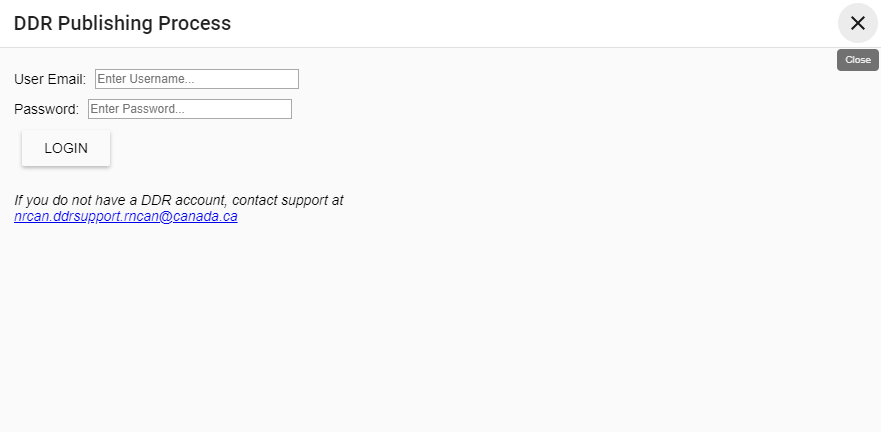 DDR Publishing Process
Close
User Email: Enter Username...
Password: Enter Password...
LOGIN
If you do not have a DDR account, contact support at
nrcan.ddrsupport.rncan@canada.ca